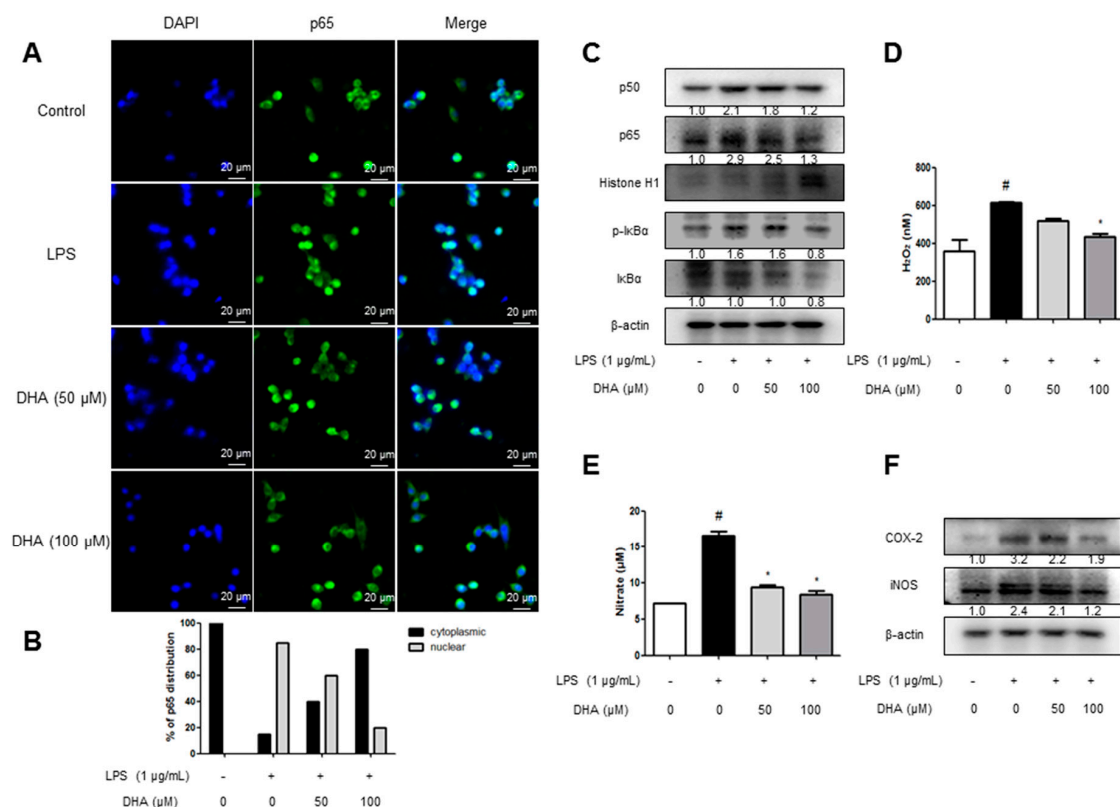 A
DAPI p65 Merge
Control
20 µm 20 µm 20 µm
LPS
20 µm 20 µm 20 µm
DHA (50 µM)
20 µm 20 µm 20 µm
DHA (100 µM)
20 µm 20 µm 20 µm
B
% of p65 distribution
100
80
60
40
20
0
cytoplasmic
nuclear
LPS (1 µg/mL) - + + +
DHA (µM) 0 0 50 100
C
p50
1.0 2.1 1.8 1.2
p65
1.0 2.9 2.5 1.3
Histone H1
p-IκBα
1.0 1.6 1.6 0.8
IκBα
1.0 1.0 1.0 0.8
β-actin
LPS (1 µg/mL) - + + +
DHA (µM) 0 0 50 100
D
H₂O₂ (nM)
800
600
400
200
0
#
*
LPS (1 µg/mL) - + + +
DHA (µM) 0 0 50 100
E
Nitrate (µM)
20
15
10
5
0
#
* *
LPS (1 µg/mL) - + + +
DHA (µM) 0 0 50 100
F
COX-2
1.0 3.2 2.2 1.9
iNOS
1.0 2.4 2.1 1.2
β-actin
LPS (1 µg/mL) - + + +
DHA (µM) 0 0 50 100